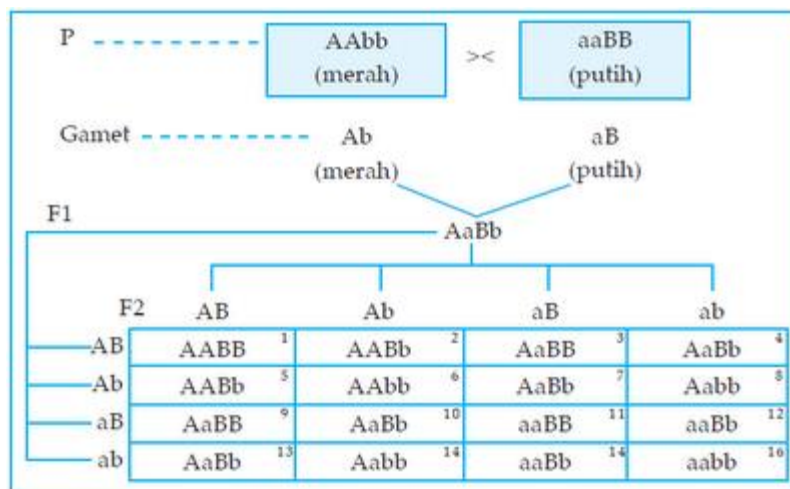 P AAbb >< aaBB
(merah) (putih)
Gamet Ab aB
(merah) (putih)
F1
AaBb
F2 AB Ab aB ab
AB AABB 1 AABb 2 AaBB 3 AaBb 4
Ab AABb 5 AAbb 6 AaBb 7 Aabb 8
aB AaBB 9 AaBb 10 aaBB 11 aaBb 12
ab AaBb 13 Aabb 14 aaBb 14 aabb 16